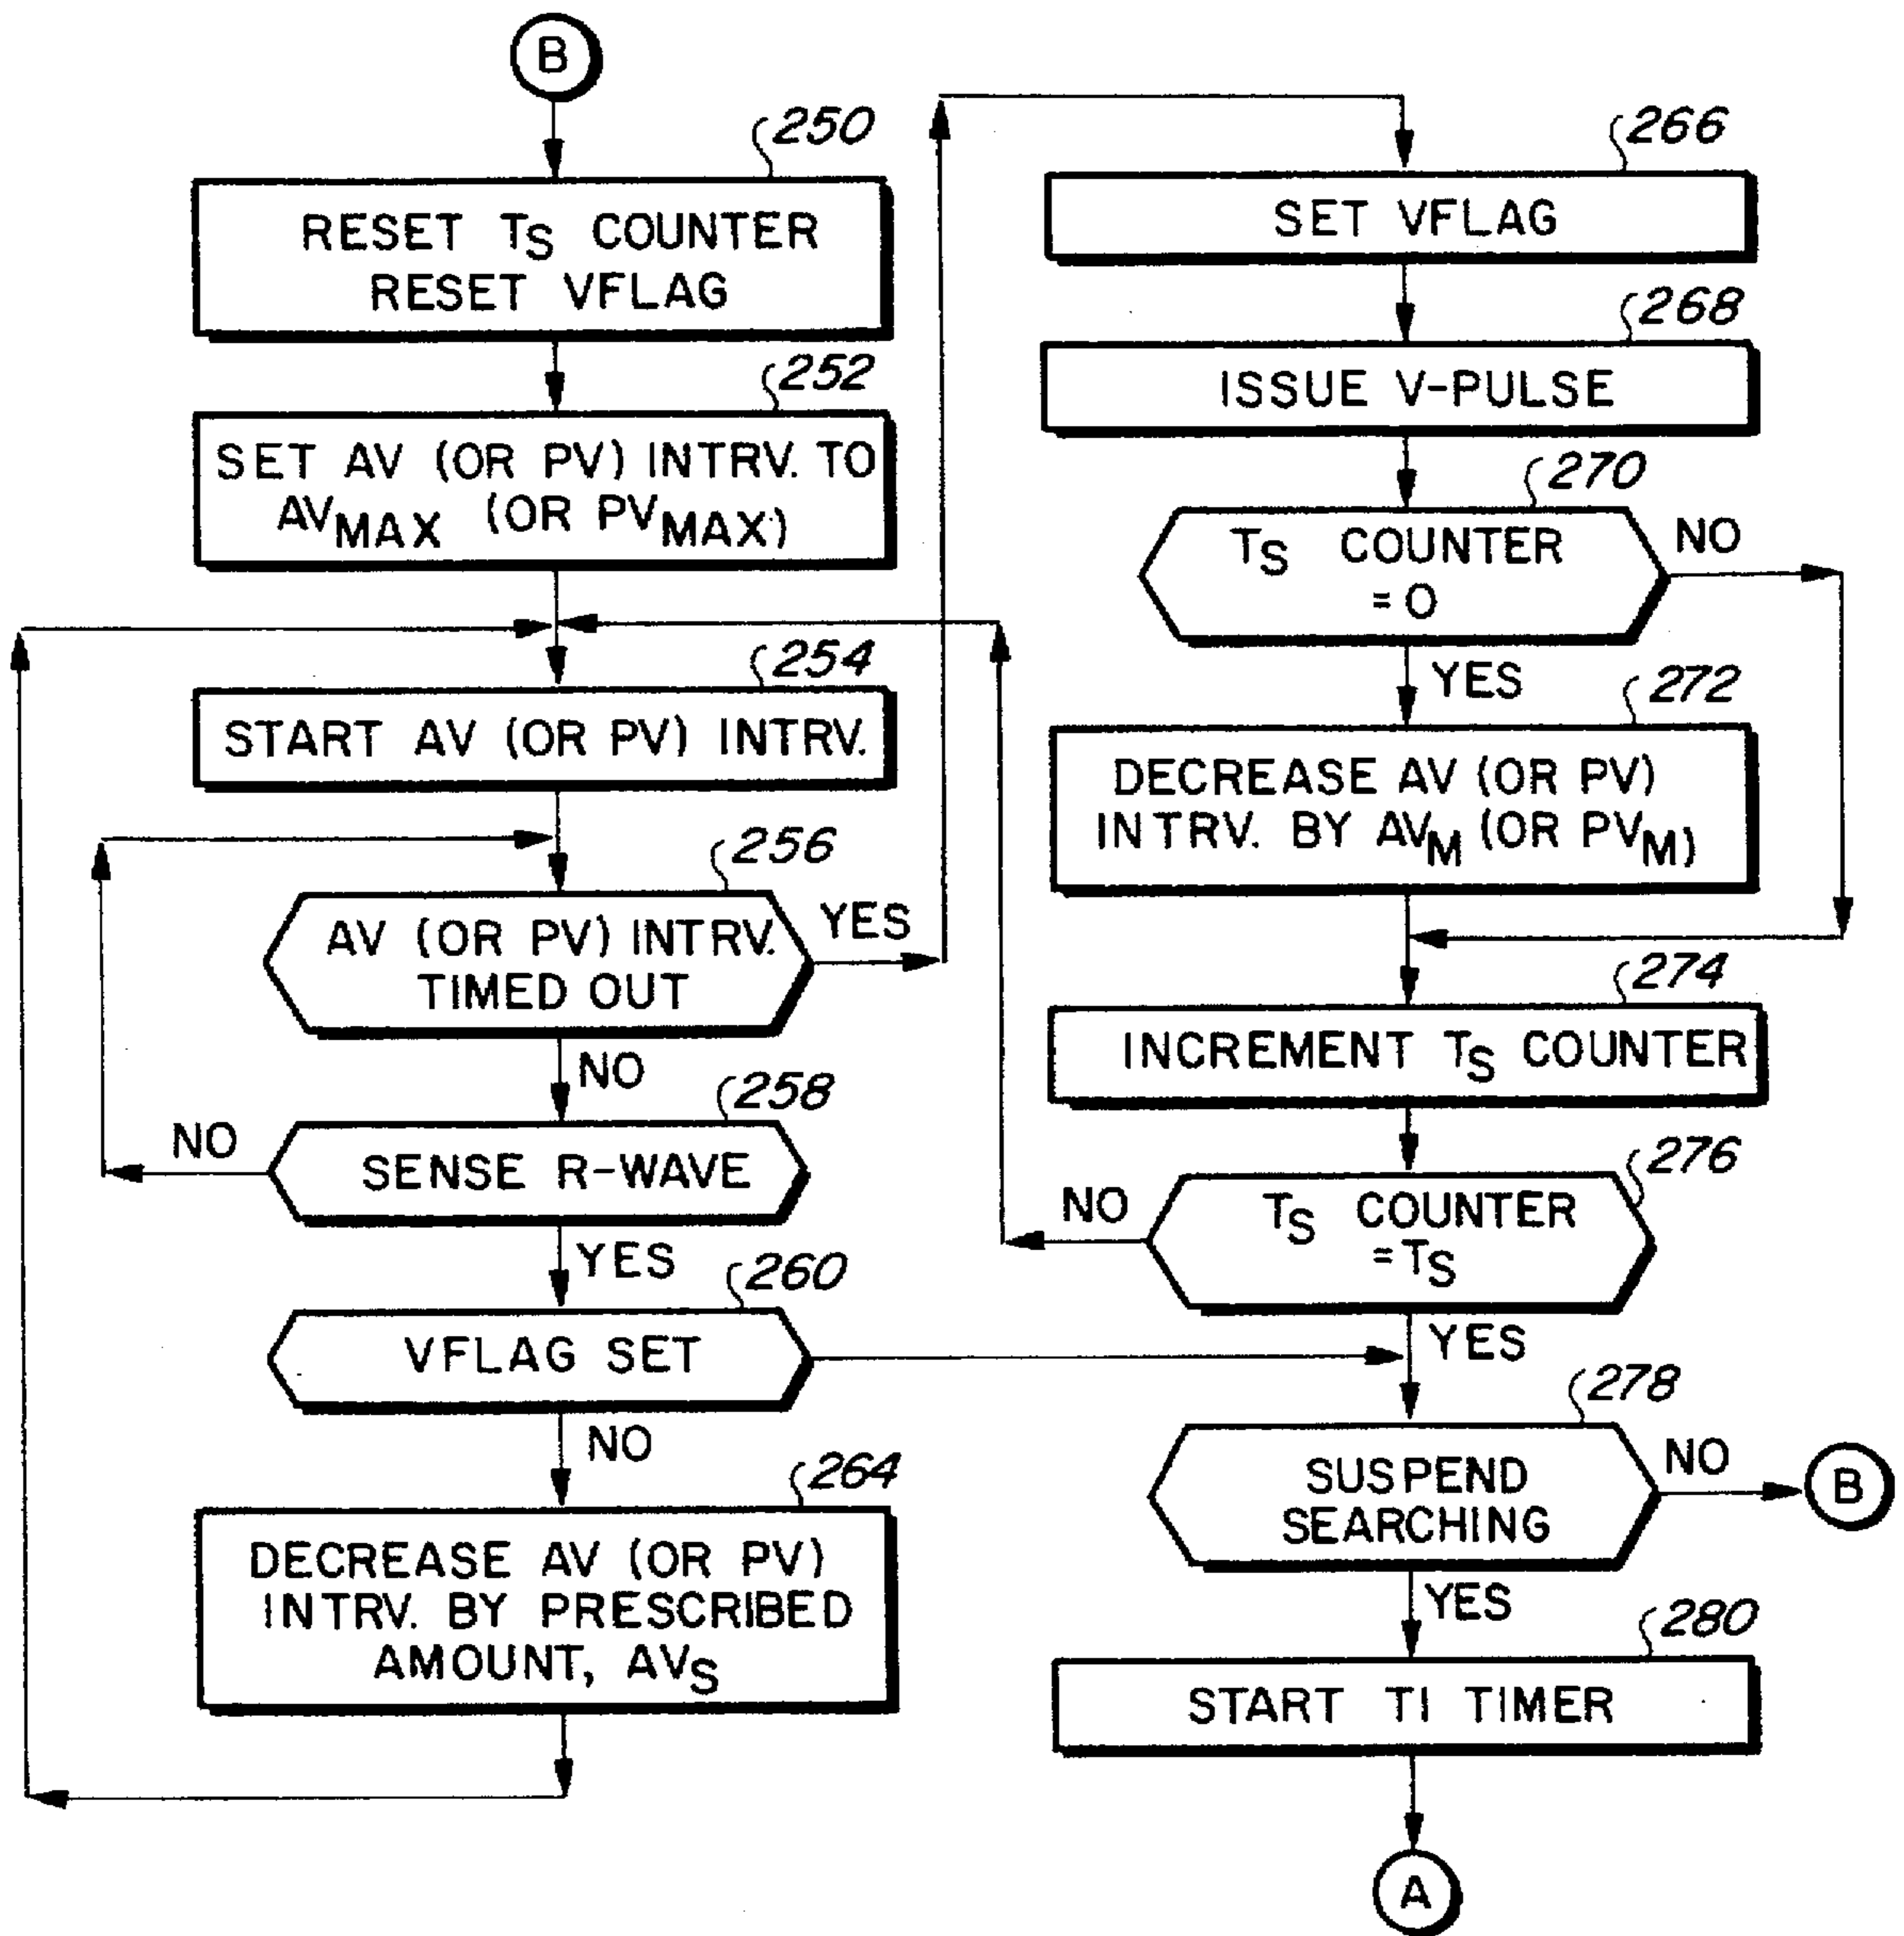 B
250
RESET TS COUNTER
RESET VFLAG
252
SET AV (OR PV) INTRV. TO
AVMAX (OR PVMAX)
254
START AV (OR PV) INTRV.
256
AV (OR PV) INTRV.
TIMED OUT
YES
NO
258
SENSE R-WAVE
NO
YES
260
VFLAG SET
NO
264
DECREASE AV (OR PV)
INTRV. BY PRESCRIBED
AMOUNT, AVS
266
SET VFLAG
268
ISSUE V-PULSE
270
TS COUNTER
= 0
NO
YES
272
DECREASE AV (OR PV)
INTRV. BY AVM (OR PVM)
274
INCREMENT TS COUNTER
276
TS COUNTER
= TS
NO
YES
278
SUSPEND
SEARCHING
NO
B
YES
280
START TI TIMER
A